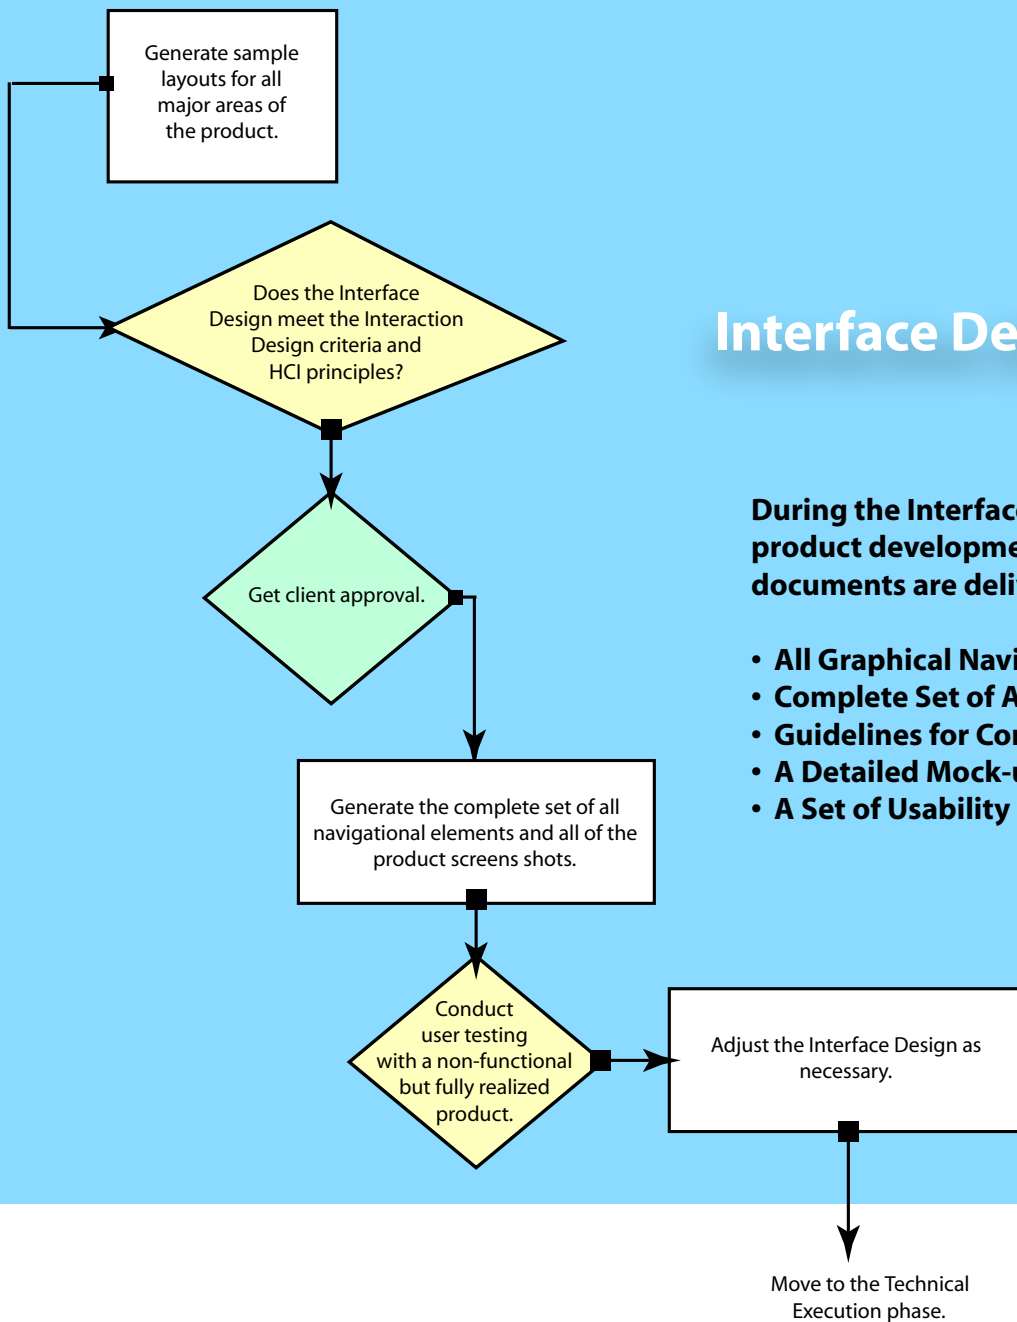 Generate sample
layouts for all
major areas of
the product.
Does the Interface
Design meet the Interaction
Design criteria and
HCI principles?
Interface De
Get client approval.
During the Interface
product developme
documents are deli
• All Graphical Navi
• Complete Set of A
• Guidelines for Con
• A Detailed Mock-u
• A Set of Usability
Generate the complete set of all
navigational elements and all of the
product screens shots.
Conduct
user testing
with a non-functional
but fully realized
product.
Adjust the Interface Design as
necessary.
Move to the Technical
Execution phase.